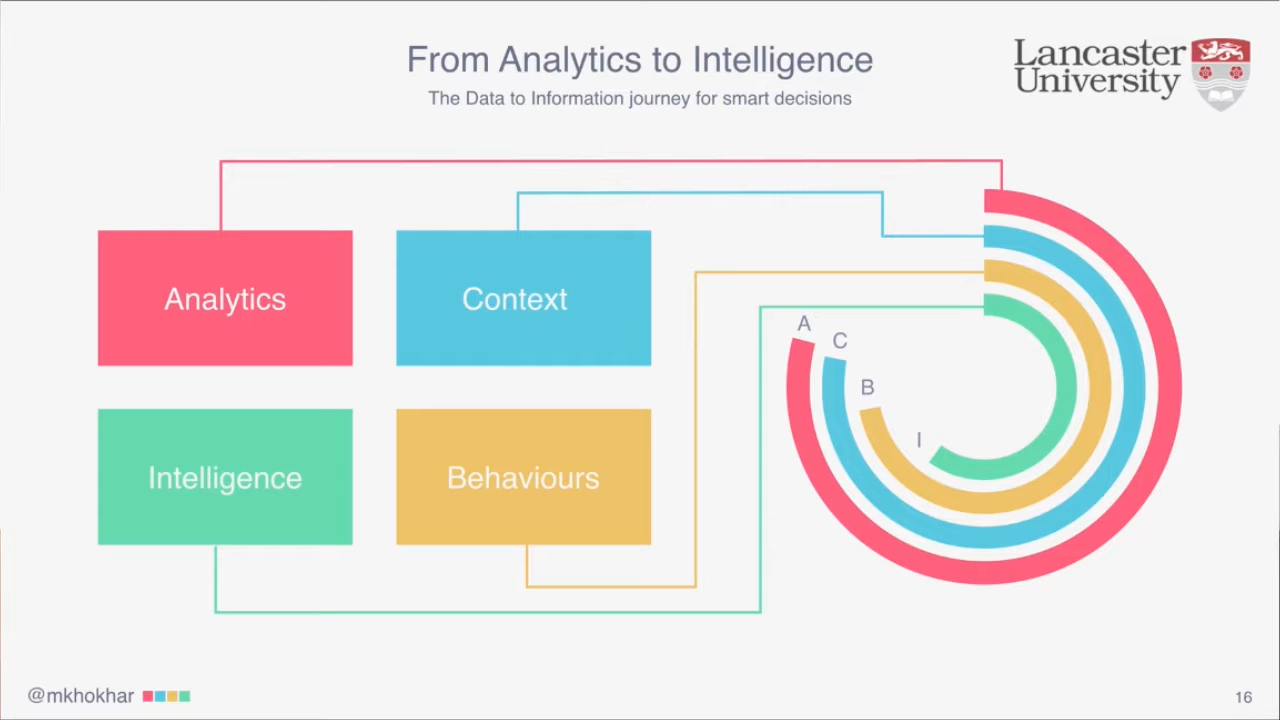 From Analytics to Intelligence
The Data to Information journey for smart decisions
Lancaster
University
Analytics
Context
Intelligence
Behaviours
A
C
B
I
@mkhokhar
16